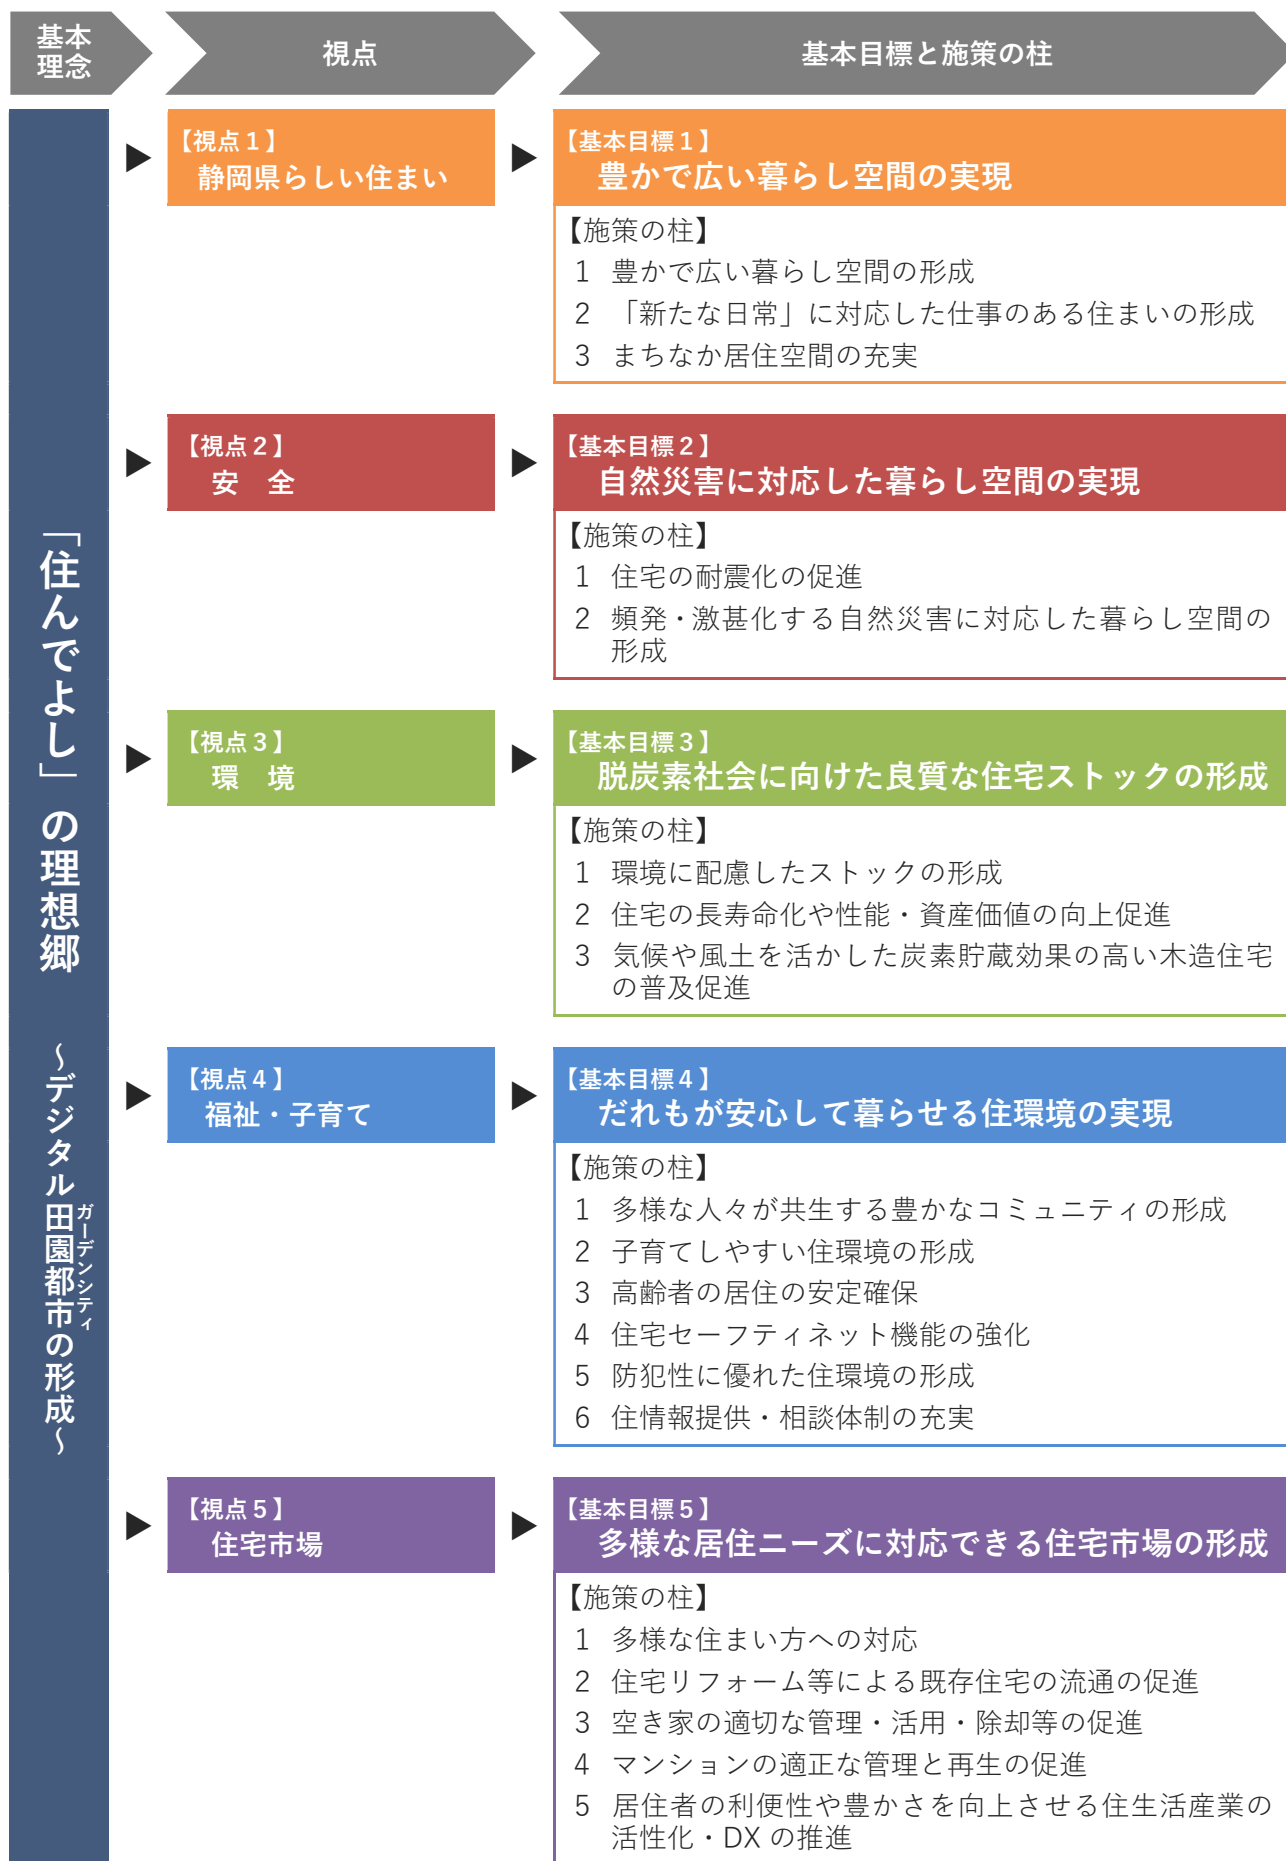 基本
理念
視点
基本目標と施策の柱
「住んでよし」の理想郷
～デジタル田園都市の形成～
ガーデンシティ
【視点１】
静岡県らしい住まい
【基本目標１】
豊かで広い暮らし空間の実現
【施策の柱】
1 豊かで広い暮らし空間の形成
2 「新たな日常」に対応した仕事のある住まいの形成
3 まちなか居住空間の充実
【視点２】
安　全
【基本目標２】
自然災害に対応した暮らし空間の実現
【施策の柱】
1 住宅の耐震化の促進
2 頻発・激甚化する自然災害に対応した暮らし空間の
形成
【視点３】
環　境
【基本目標３】
脱炭素社会に向けた良質な住宅ストックの形成
【施策の柱】
1 環境に配慮したストックの形成
2 住宅の長寿命化や性能・資産価値の向上促進
3 気候や風土を活かした炭素貯蔵効果の高い木造住宅
の普及促進
【視点４】
福祉・子育て
【基本目標４】
だれもが安心して暮らせる住環境の実現
【施策の柱】
1 多様な人々が共生する豊かなコミュニティの形成
2 子育てしやすい住環境の形成
3 高齢者の居住の安定確保
4 住宅セーフティネット機能の強化
5 防犯性に優れた住環境の形成
6 住情報提供・相談体制の充実
【視点５】
住宅市場
【基本目標５】
多様な居住ニーズに対応できる住宅市場の形成
【施策の柱】
1 多様な住まい方への対応
2 住宅リフォーム等による既存住宅の流通の促進
3 空き家の適切な管理・活用・除却等の促進
4 マンションの適正な管理と再生の促進
5 居住者の利便性や豊かさを向上させる住生活産業の
活性化・DX の推進